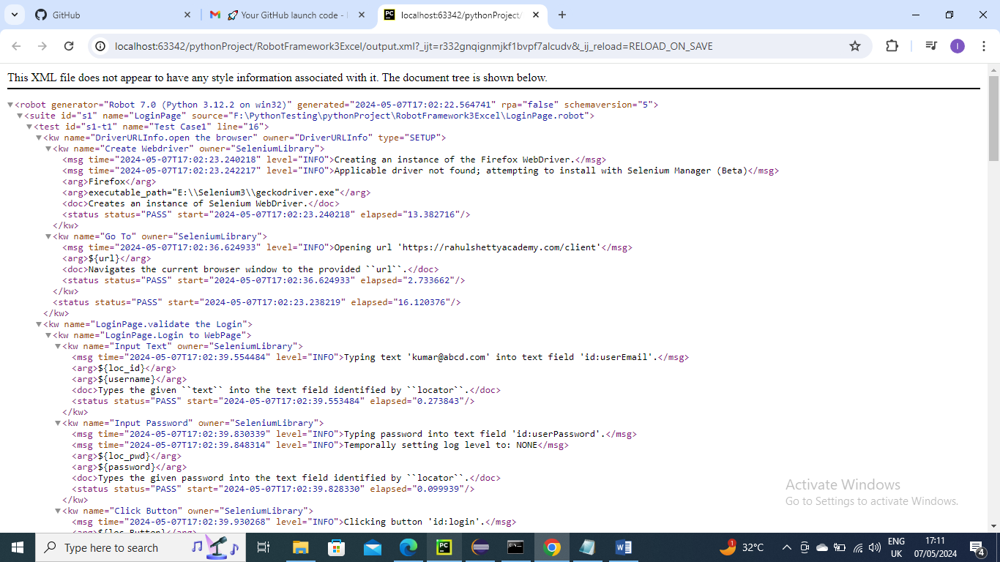 GitHub
Your GitHub launch code -
localhost:63342/pythonProject/
localhost:63342/pythonProject/RobotFramework3Excel/output.xml?_ijt=r332gnqignmjkf1bvpf7alcudv&_ij_reload=RELOAD_ON_SAVE
I
This XML file does not appear to have any style information associated with it. The document tree is shown below.
▼<robot generator="Robot 7.0 (Python 3.12.2 on win32)" generated="2024-05-07T17:02:22.564741" rpa="false" schemaversion="5">
▼<suite id="s1" name="LoginPage" source="F:\PythonTesting\pythonProject\RobotFramework3Excel\LoginPage.robot">
▼<test id="s1-t1" name="Test Case1" line="16">
▼<kw name="DriverURLInfo.open the browser" owner="DriverURLInfo" type="SETUP">
▼<kw name="Create Webdriver" owner="SeleniumLibrary">
<msg time="2024-05-07T17:02:23.240218" level="INFO">Creating an instance of the Firefox WebDriver.</msg>
<msg time="2024-05-07T17:02:23.242217" level="INFO">Applicable driver not found; attempting to install with Selenium Manager (Beta)</msg>
<arg>Firefox</arg>
<arg>executable_path="E:\\Selenium3\\geckodriver.exe"</arg>
<doc>Creates an instance of Selenium WebDriver.</doc>
<status status="PASS" start="2024-05-07T17:02:23.240218" elapsed="13.382716"/>
</kw>
▼<kw name="Go To" owner="SeleniumLibrary">
<msg time="2024-05-07T17:02:36.624933" level="INFO">Opening url 'https://rahulshettyacademy.com/client'</msg>
<arg>${url}</arg>
<doc>Navigates the current browser window to the provided ``url``.</doc>
<status status="PASS" start="2024-05-07T17:02:36.624933" elapsed="2.733662"/>
</kw>
<status status="PASS" start="2024-05-07T17:02:23.238219" elapsed="16.120376"/>
</kw>
▼<kw name="LoginPage.validate the Login">
▼<kw name="LoginPage.Login to WebPage">
▼<kw name="Input Text" owner="SeleniumLibrary">
<msg time="2024-05-07T17:02:39.554484" level="INFO">Typing text 'kumar@abcd.com' into text field 'id:userEmail'.</msg>
<arg>${loc_id}</arg>
<arg>${username}</arg>
<doc>Types the given ``text`` into the text field identified by ``locator``.</doc>
<status status="PASS" start="2024-05-07T17:02:39.553484" elapsed="0.273843"/>
</kw>
▼<kw name="Input Password" owner="SeleniumLibrary">
<msg time="2024-05-07T17:02:39.830339" level="INFO">Typing password into text field 'id:userPassword'.</msg>
<msg time="2024-05-07T17:02:39.848314" level="INFO">Temporally setting log level to: NONE</msg>
<arg>${loc_pwd}</arg>
<arg>${password}</arg>
<doc>Types the given password into the text field identified by ``locator``.</doc>
<status status="PASS" start="2024-05-07T17:02:39.828330" elapsed="0.099939"/>
</kw>
▼<kw name="Click Button" owner="SeleniumLibrary">
<msg time="2024-05-07T17:02:39.930268" level="INFO">Clicking button 'id:login'.</msg>
<arg>${loc_Button}</arg>
Activate Windows
Go to Settings to activate Windows.
Type here to search
32°C
ENG
UK
17:11
07/05/2024
4